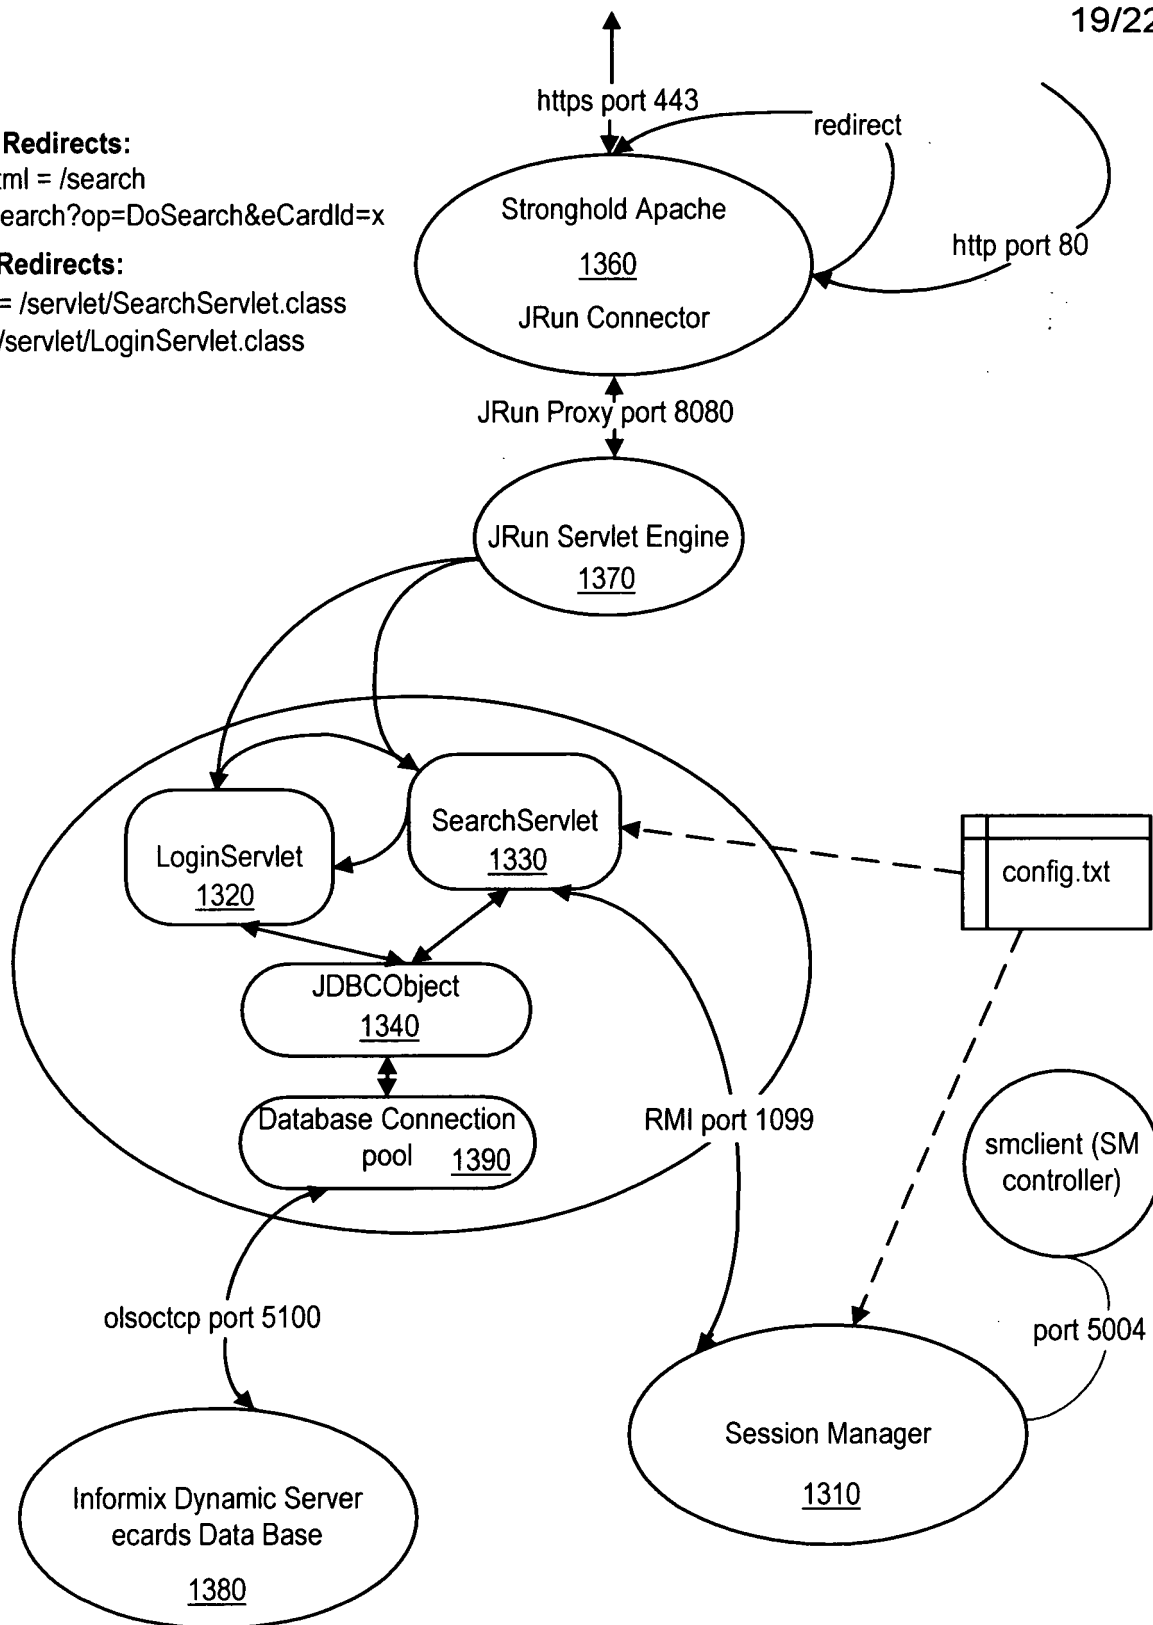 19/22
https port 443
redirect
Redirects:
tml = /search
earch?op=DoSearch&eCardId=x
Redirects:
= /servlet/SearchServlet.class
/servlet/LoginServlet.class
Stronghold Apache
1360
JRun Connector
http port 80
JRun Proxy port 8080
JRun Servlet Engine
1370
SearchServlet
1330
LoginServlet
1320
config.txt
JDBCObject
1340
Database Connection
pool 1390
RMI port 1099
smclient (SM
controller)
olsoctcp port 5100
port 5004
Session Manager
1310
Informix Dynamic Server
ecards Data Base
1380